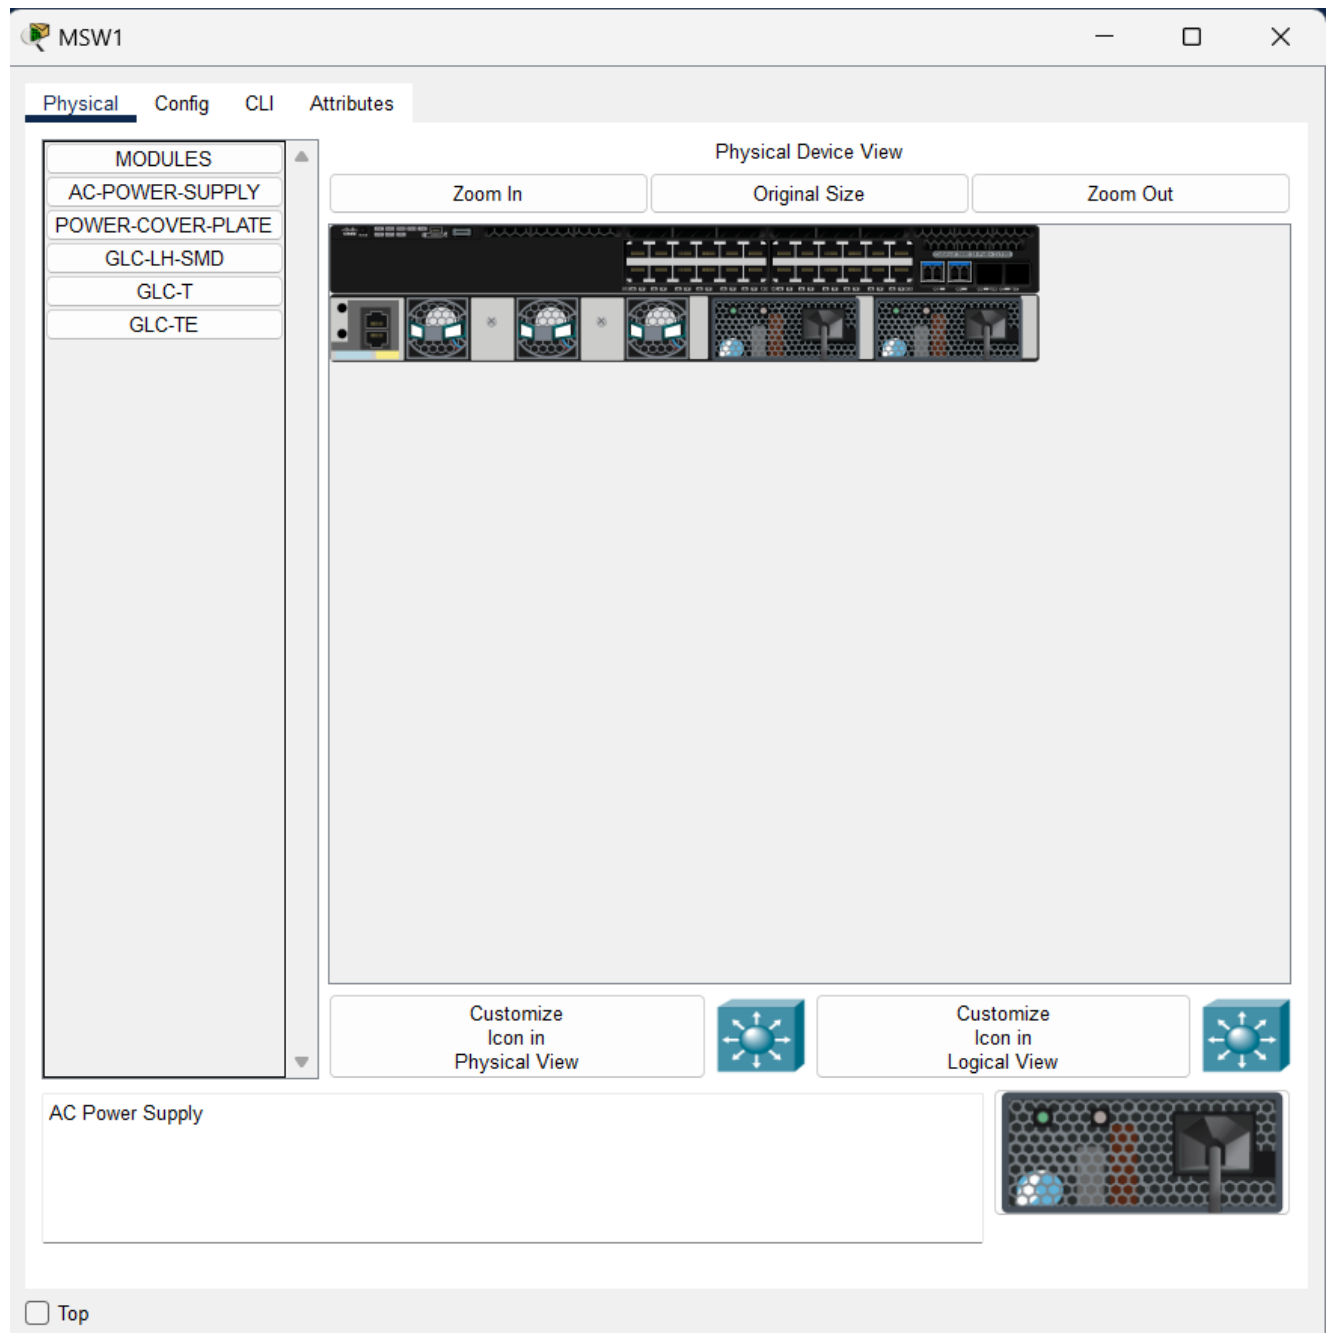 MSW1
Physical
Config
CLI
Attributes
MODULES
AC-POWER-SUPPLY
POWER-COVER-PLATE
GLC-LH-SMD
GLC-T
GLC-TE
Physical Device View
Zoom In
Original Size
Zoom Out
Customize
Icon in
Physical View
Customize
Icon in
Logical View
AC Power Supply
Top